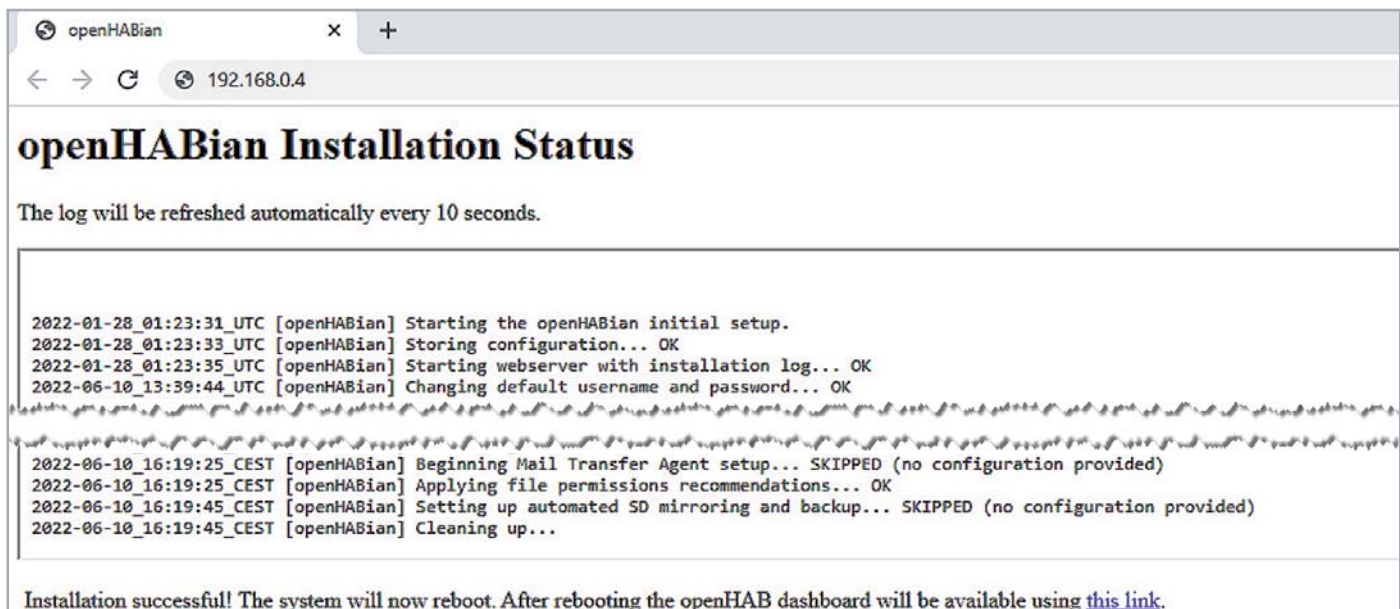 openHABian
192.168.0.4
openHABian Installation Status
The log will be refreshed automatically every 10 seconds.
2022-01-28_01:23:31_UTC [openHABian] Starting the openHABian initial setup.
2022-01-28_01:23:33_UTC [openHABian] Storing configuration... OK
2022-01-28_01:23:35_UTC [openHABian] Starting webserver with installation log... OK
2022-06-10_13:39:44_UTC [openHABian] Changing default username and password... OK
2022-06-10_16:19:25_CEST [openHABian] Beginning Mail Transfer Agent setup... SKIPPED (no configuration provided)
2022-06-10_16:19:25_CEST [openHABian] Applying file permissions recommendations... OK
2022-06-10_16:19:45_CEST [openHABian] Setting up automated SD mirroring and backup... SKIPPED (no configuration provided)
2022-06-10_16:19:45_CEST [openHABian] Cleaning up...
Installation successful! The system will now reboot. After rebooting the openHAB dashboard will be available using this link.